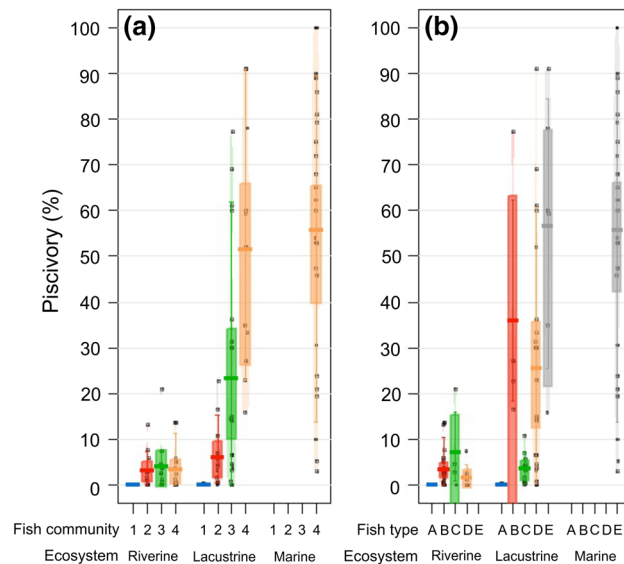 (a) (b)
100 100
90 90
80 80
70 70
60 60
50 50
40 40
30 30
20 20
10 10
0 0
Piscivory (%)
Fish community 1 2 3 4 1 2 3 4 1 2 3 4 Fish type A B C D E A B C D E A B C D E
Ecosystem Riverine Lacustrine Marine Ecosystem Riverine Lacustrine Marine